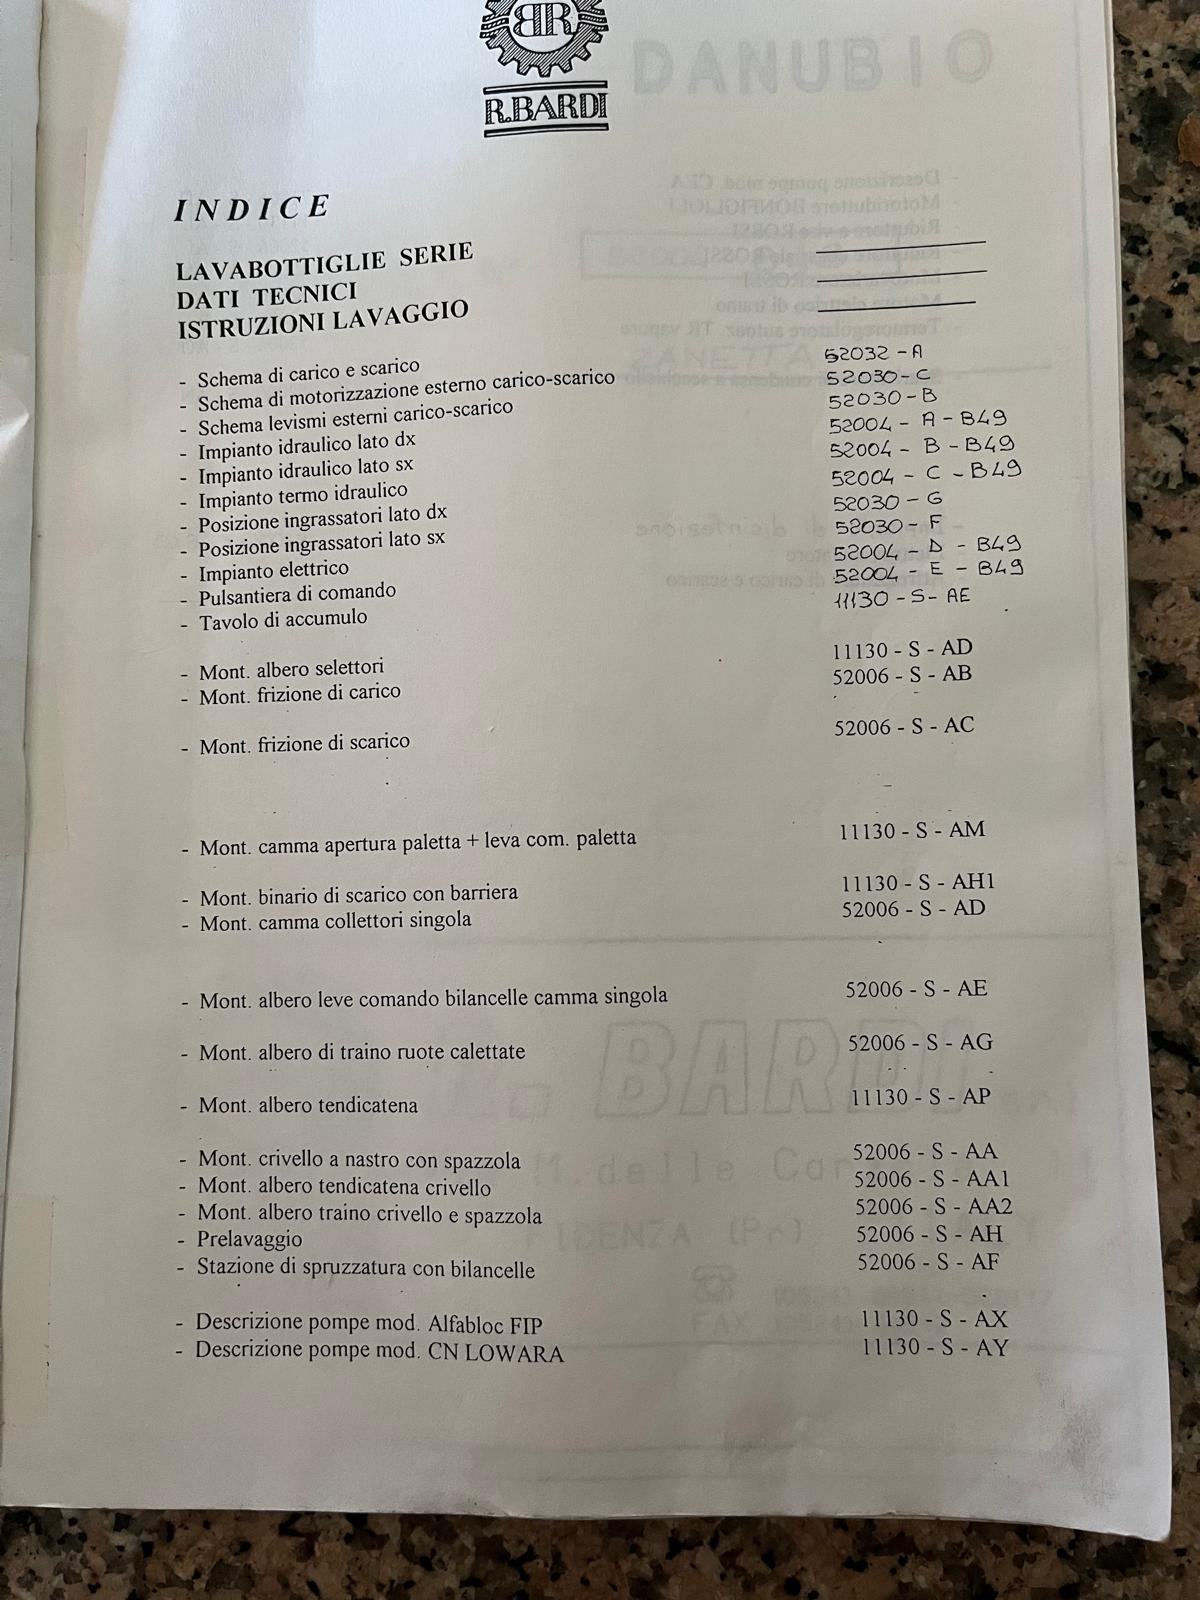 BR
R.BARDI
DANUBIO
INDICE
LAVABOTTIGLIE SERIE
DATI TECNICI
ISTRUZIONI LAVAGGIO
- Schema di carico e scarico 52032 - A
- Schema di motorizzazione esterno carico-scarico 52030 - C
- Schema levismi esterni carico-scarico 52030 - B
- Impianto idraulico lato dx 52004 - A - B49
- Impianto idraulico lato sx 52004 - B - B49
- Impianto termo idraulico 52004 - C - B49
- Posizione ingrassatori lato dx 52030 - G
- Posizione ingrassatori lato sx 52030 - F
- Impianto elettrico 52004 - D - B49
- Pulsantiera di comando 52004 - E - B49
- Tavolo di accumulo 11130 - S - AE
- Mont. albero selettori 11130 - S - AD
- Mont. frizione di carico 52006 - S - AB
- Mont. frizione di scarico 52006 - S - AC
- Mont. camma apertura paletta + leva com. paletta 11130 - S - AM
- Mont. binario di scarico con barriera 11130 - S - AH1
- Mont. camma collettori singola 52006 - S - AD
- Mont. albero leve comando bilancelle camma singola 52006 - S - AE
- Mont. albero di traino ruote calettate 52006 - S - AG
- Mont. albero tendicatena 11130 - S - AP
- Mont. crivello a nastro con spazzola 52006 - S - AA
- Mont. albero tendicatena crivello 52006 - S - AA1
- Mont. albero traino crivello e spazzola 52006 - S - AA2
- Prelavaggio 52006 - S - AH
- Stazione di spruzzatura con bilancelle 52006 - S - AF
- Descrizione pompe mod. Alfabloc FIP 11130 - S - AX
- Descrizione pompe mod. CN LOWARA 11130 - S - AY